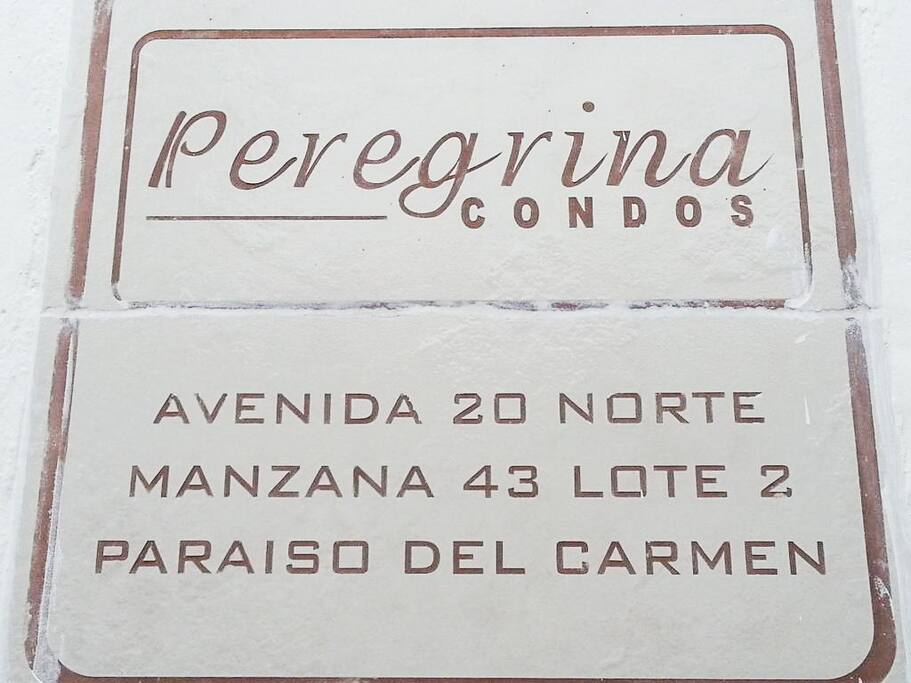 Peregrina
CONDOS
AVENIDA 20 NORTE
MANZANA 43 LOTE 2
PARAISO DEL CARMEN